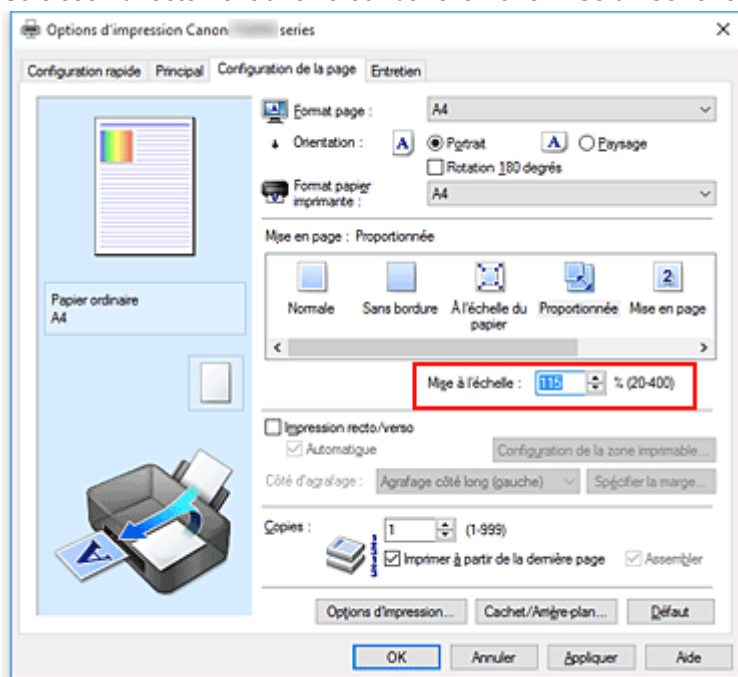 Options d'impression Canon series
Configuration rapide Principal Configuration de la page Entretien
Format page : A4
Orientation : A Portrait A Paysage
Rotation 180 degrés
Format papier imprimante : A4
Mise en page : Proportionnée
Papier ordinaire
A4
Normale Sans bordure À l'échelle du papier Proportionnée Mise en page
Mise à l'échelle : 115 % (20-400)
Impression recto/verso
Automatique Configuration de la zone imprimable...
Côté d'agrafage : Agrafage côté long (gauche) Spécifier la marge...
Copies : 1 (1-999)
Imprimer à partir de la dernière page Assembler
Options d'impression... Cachet/Arrière-plan... Défaut
OK Annuler Appliquer Aide